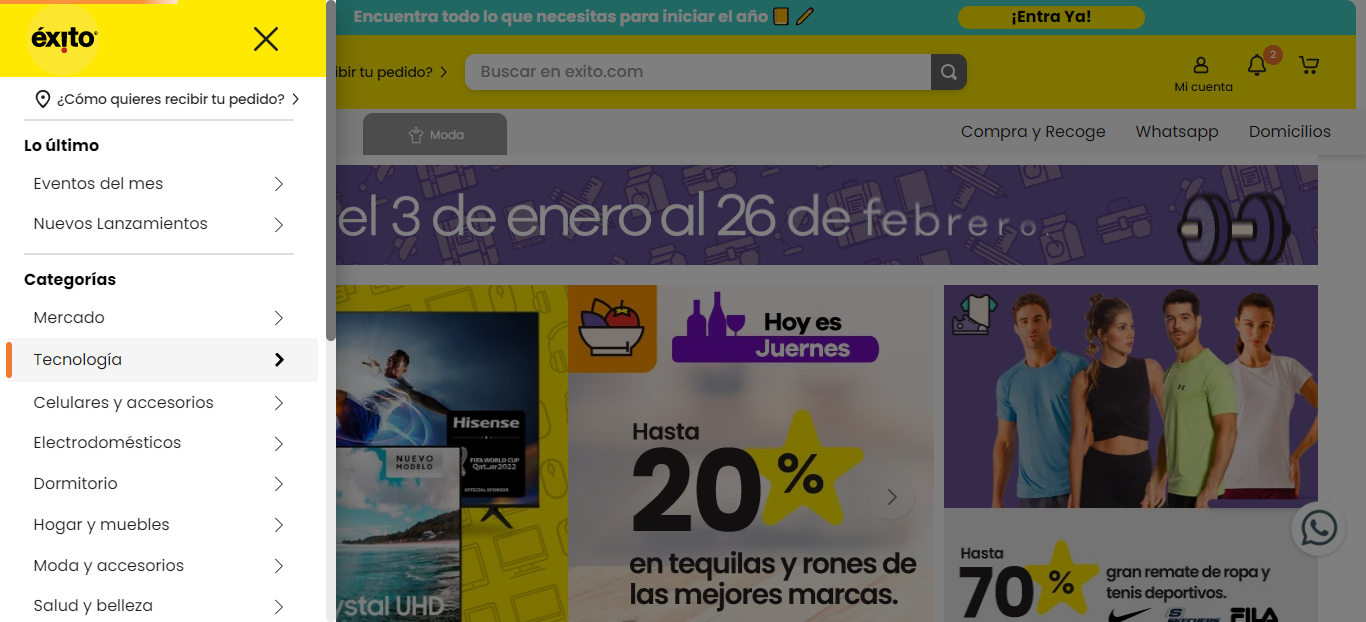 Encuentra todo lo que necesitas para iniciar el año
¡Entra Ya!
éxito
ibir tu pedido?
Buscar en exito.com
Mi cuenta
2
¿Cómo quieres recibir tu pedido?
Moda
Compra y Recoge
Whatsapp
Domicilios
Lo último
Eventos del mes
Nuevos Lanzamientos
Categorías
Mercado
Tecnología
Celulares y accesorios
Electrodomésticos
Dormitorio
Hogar y muebles
Moda y accesorios
Salud y belleza
el 3 de enero al 26 de febrero
Hisense
NUEVO
MODELO
FIFA WORLD CUP
Qatar2022
OFFICIAL SPONSOR
ystal UHD
Hoy es
Juernes
Hasta
20%
en tequilas y rones de
las mejores marcas.
Hasta
70%
gran remate de ropa y
tenis deportivos.
SKECHERS
FILA